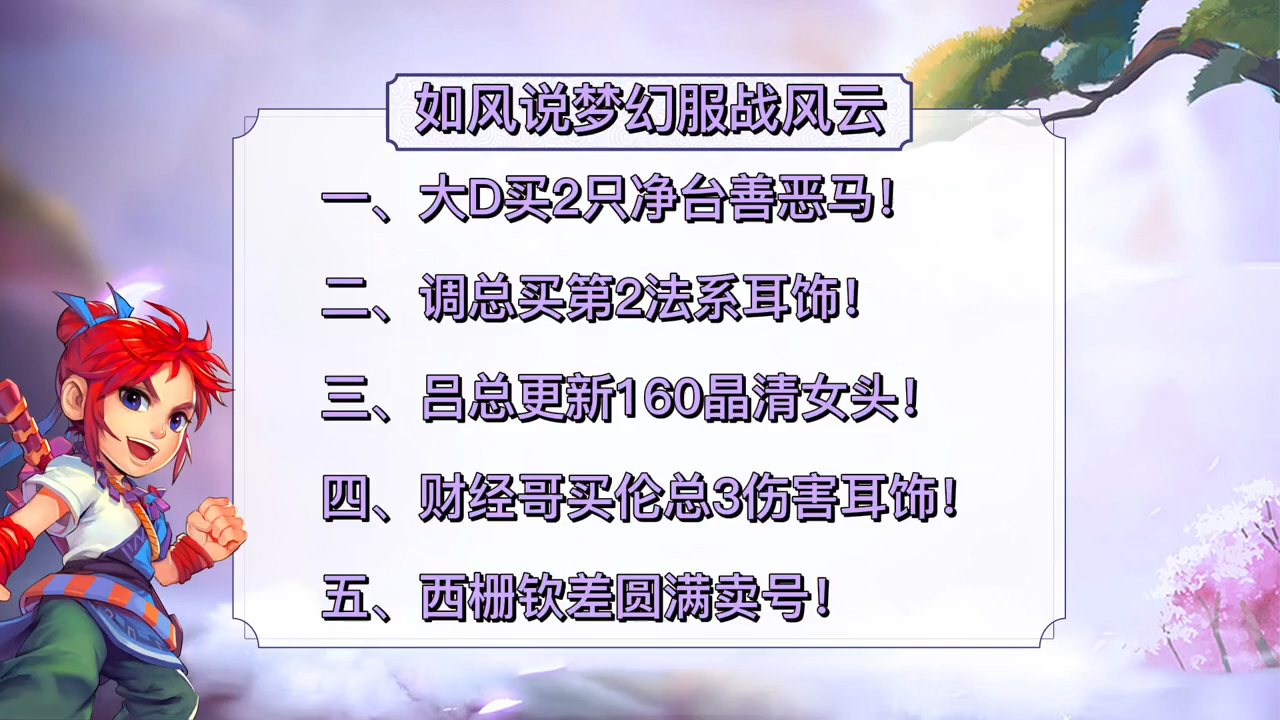 如风说梦幻服战风云
一、大D买2只净台善恶马！
二、调总买第2法系耳饰！
三、吕总更新160晶清女头！
四、财经哥买伦总3伤害耳饰！
五、西栅钦差圆满卖号！